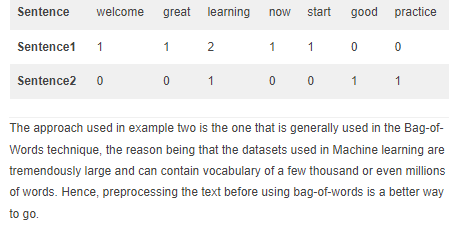 Sentence welcome great learning now start good practice
Sentence1 1 1 2 1 1 0 0
Sentence2 0 0 1 0 0 1 1
The approach used in example two is the one that is generally used in the Bag-of-
Words technique, the reason being that the datasets used in Machine learning are
tremendously large and can contain vocabulary of a few thousand or even millions
of words. Hence, preprocessing the text before using bag-of-words is a better way
to go.